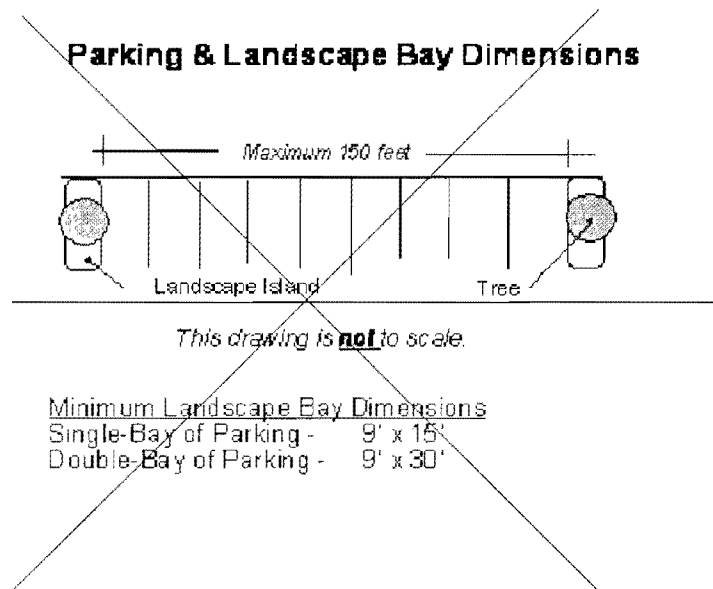 Parking & Landscape Bay Dimensions
Maximum 150 feet
Landscape Island
Tree
This drawing is not to scale.
Minimum Landscape Bay Dimensions
Single-Bay of Parking - 9' x 15'
Double-Bay of Parking - 9' x 30'